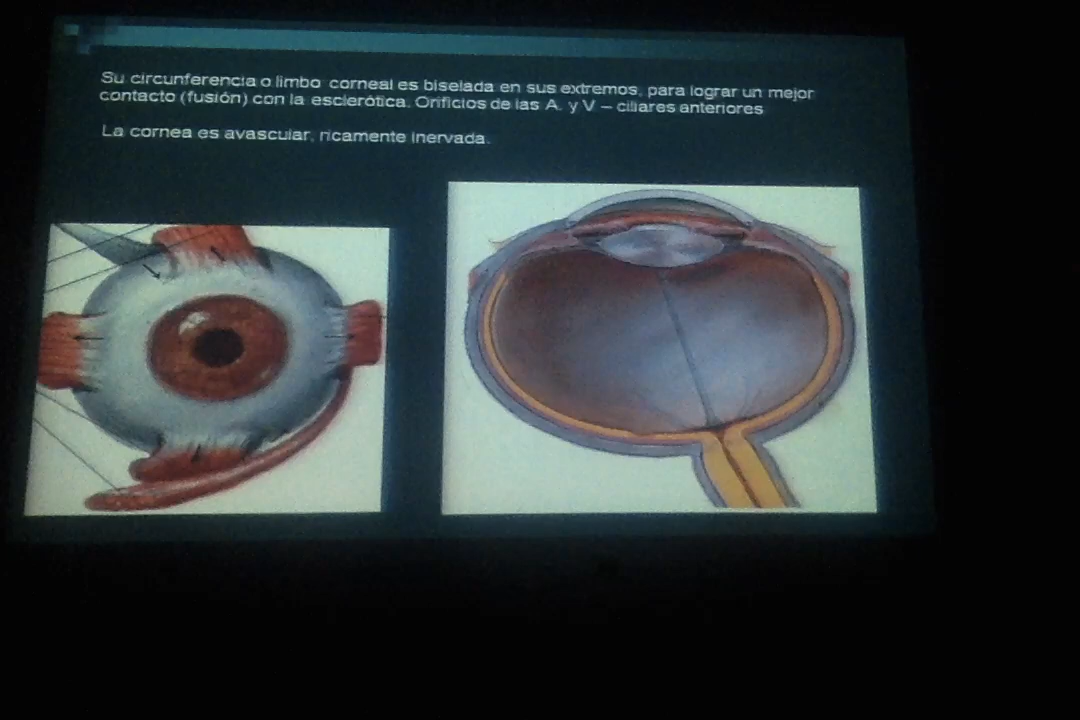 Su circunferencia o limbo corneal es biselada en sus extremos, para lograr un mejor
contacto (fusión) con la esclerótica. Orificios de las A. y V – ciliares anteriores
La cornea es avascular, ricamente inervada.